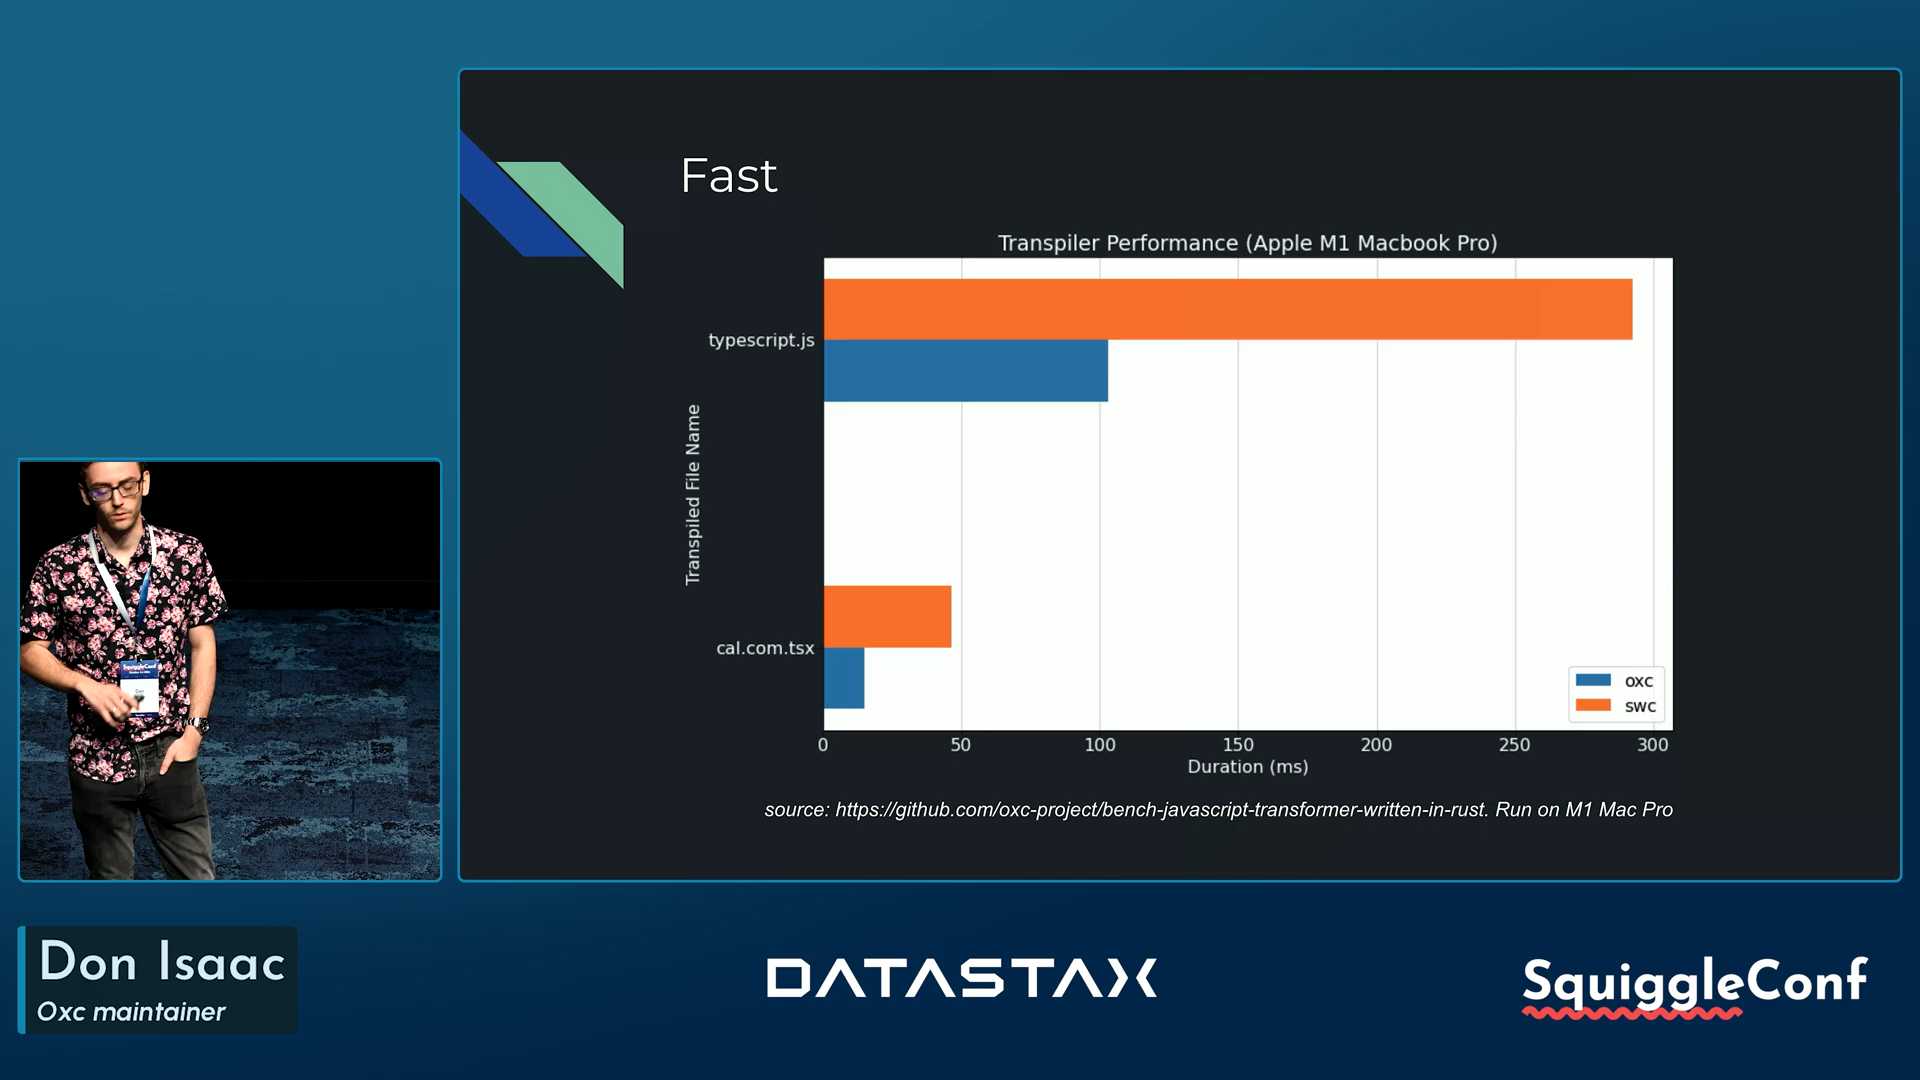 Fast
Transpiler Performance (Apple M1 Macbook Pro)
typescript.js
Transpiled File Name
cal.com.tsx
oxc
swc
0 50 100 150 200 250 300
Duration (ms)
source: https://github.com/oxc-project/bench-javascript-transformer-written-in-rust. Run on M1 Mac Pro
SquiggleConf
Don Isaac
Oxc maintainer
DATASTAX
SquiggleConf